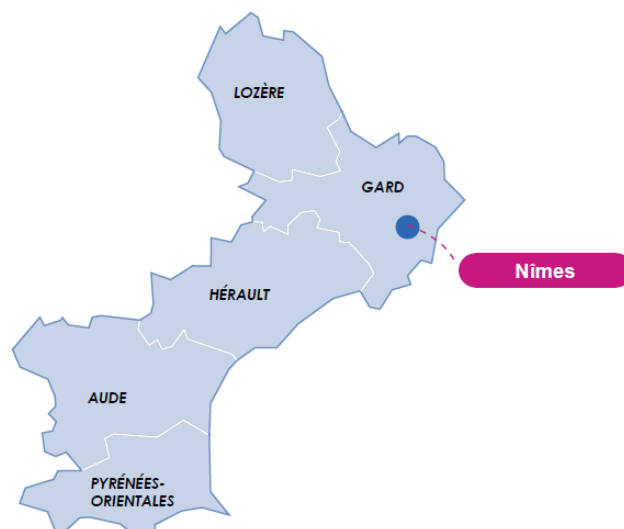 LOZÈRE
GARD
Nîmes
HÉRAULT
AUDE
PYRÉNÉES-
ORIENTALES